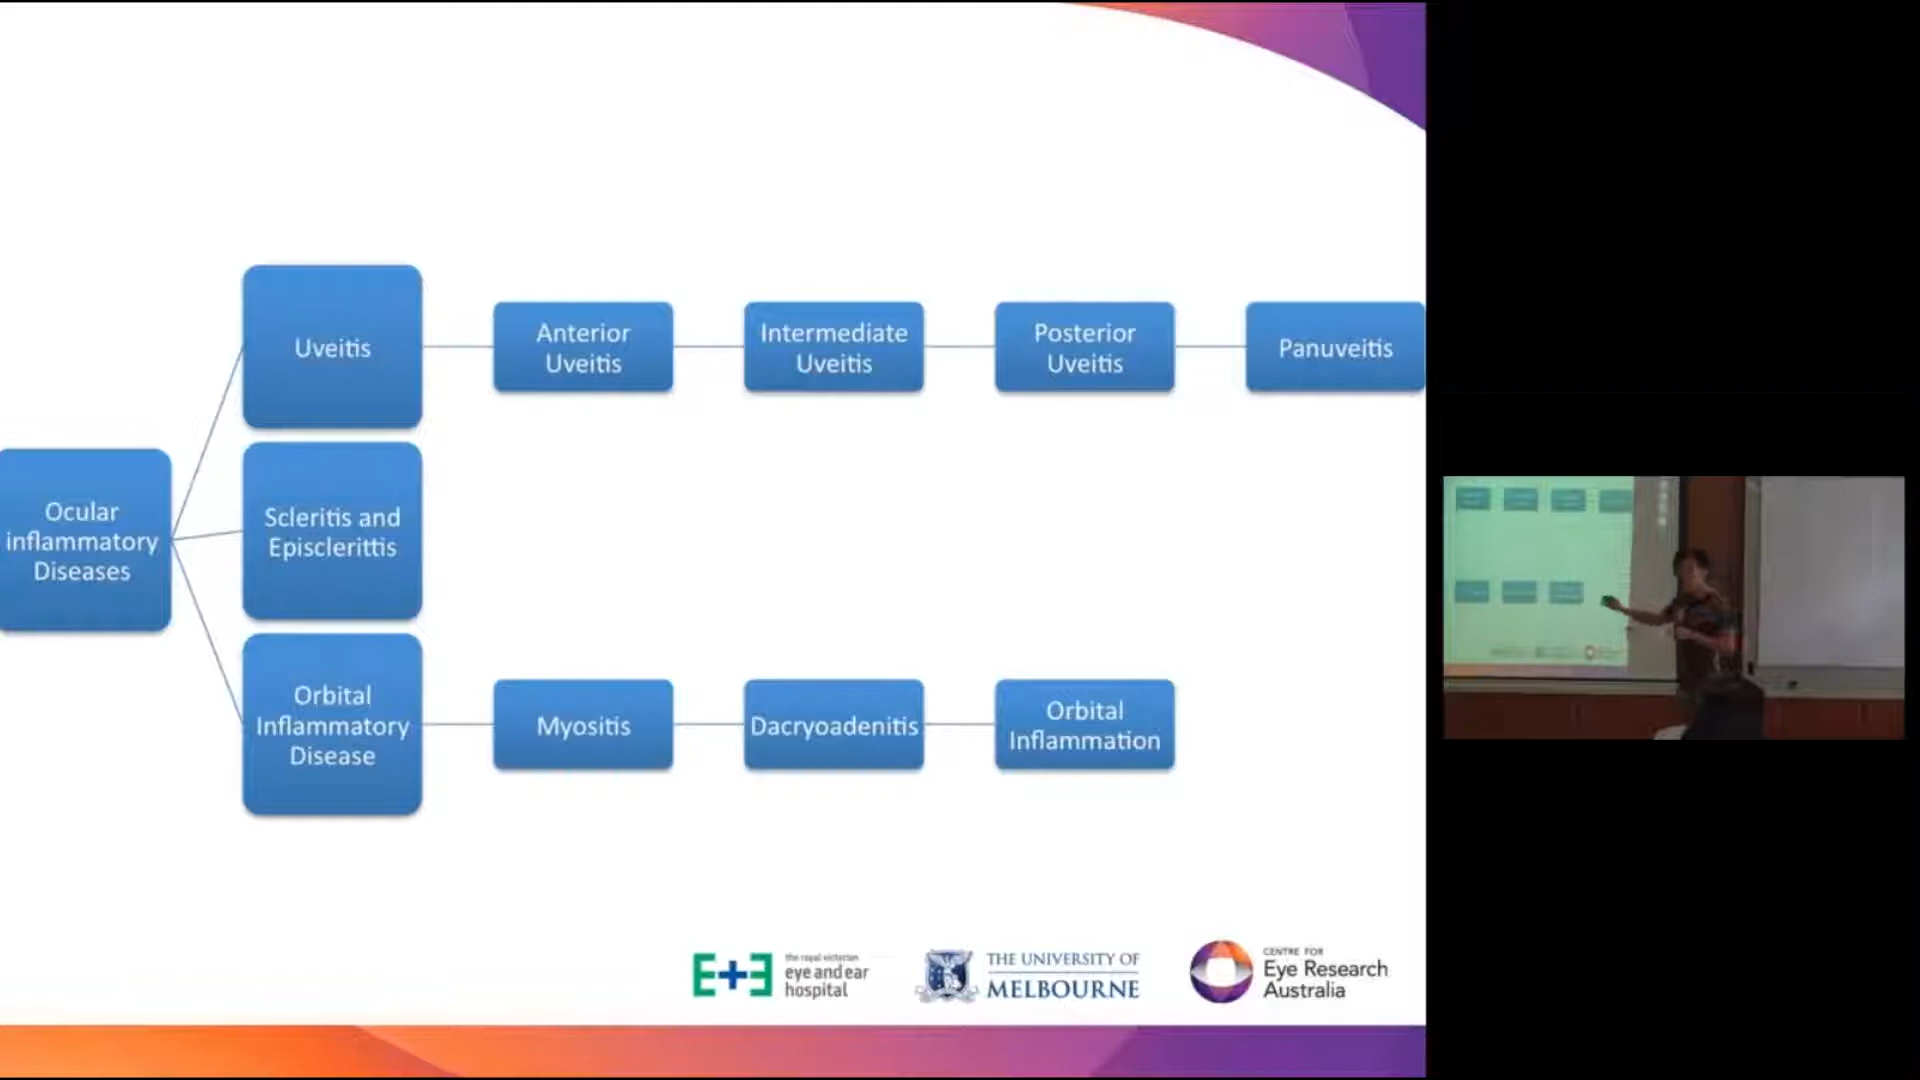 Uveitis
Anterior
Uveitis
Intermediate
Uveitis
Posterior
Uveitis
Panuveitis
Ocular
inflammatory
Diseases
Scleritis and
Episclerittis
Orbital
Inflammatory
Disease
Myositis
Dacryoadenitis
Orbital
Inflammation
E+E
the royal victorian
eye and ear
hospital
THE UNIVERSITY OF
MELBOURNE
CENTRE FOR
Eye Research
Australia